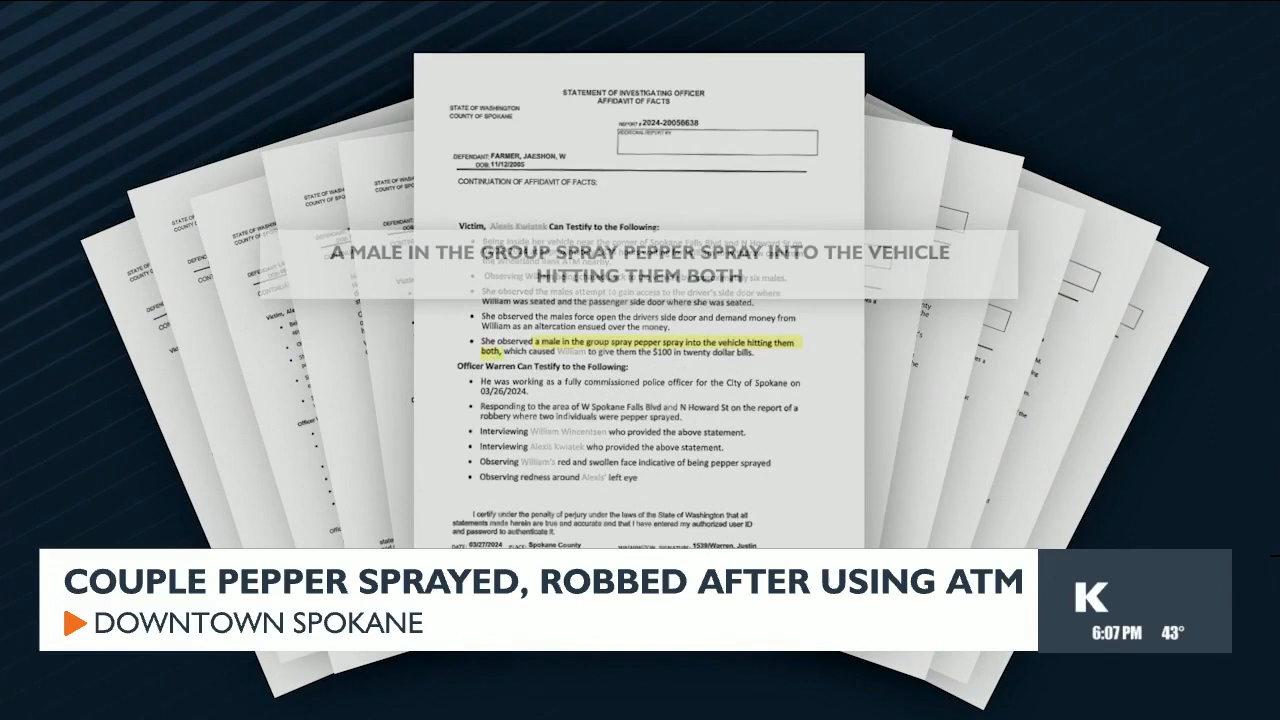 STATEMENT OF INVESTIGATING OFFICER
AFFIDAVIT OF FACTS
STATE OF WASHINGTON
COUNTY OF SPOKANE
REPORT # 2024-20058638
ADDITIONAL REPORT #'s:
DEFENDANT: FARMER, JAESHON, W
DOB: 11/12/2005
CONTINUATION OF AFFIDAVIT OF FACTS:
Victim, Alexis Kwiatek Can Testify to the Following:
A MALE IN THE GROUP SPRAY PEPPER SPRAY INTO THE VEHICLE
HITTING THEM BOTH
She observed the males attempt to gain access to the driver's side door where
William was seated and the passenger side door where she was seated.
• She observed the males force open the drivers side door and demand money from
William as an altercation ensued over the money.
• She observed a male in the group spray pepper spray into the vehicle hitting them
both, which caused William to give them the $100 in twenty dollar bills.
Officer Warren Can Testify to the Following:
• He was working as a fully commissioned police officer for the City of Spokane on
03/26/2024.
• Responding to the area of W Spokane Falls Blvd and N Howard St on the report of a
robbery where two individuals were pepper sprayed.
• Interviewing William Wincentsen who provided the above statement.
• Interviewing Alexis Kwiatek who provided the above statement.
• Observing William's red and swollen face indicative of being pepper sprayed
• Observing redness around Alexis' left eye
I certify under the penalty of perjury under the laws of the State of Washington that all
statements made herein are true and accurate and that I have entered my authorized user ID
and password to authenticate it.
DATE: 03/27/2024 PLACE: Spokane County WASHINGTON, SIGNATURE: 1539/Warren, Justin
COUPLE PEPPER SPRAYED, ROBBED AFTER USING ATM
DOWNTOWN SPOKANE
K
6:07 PM 43°